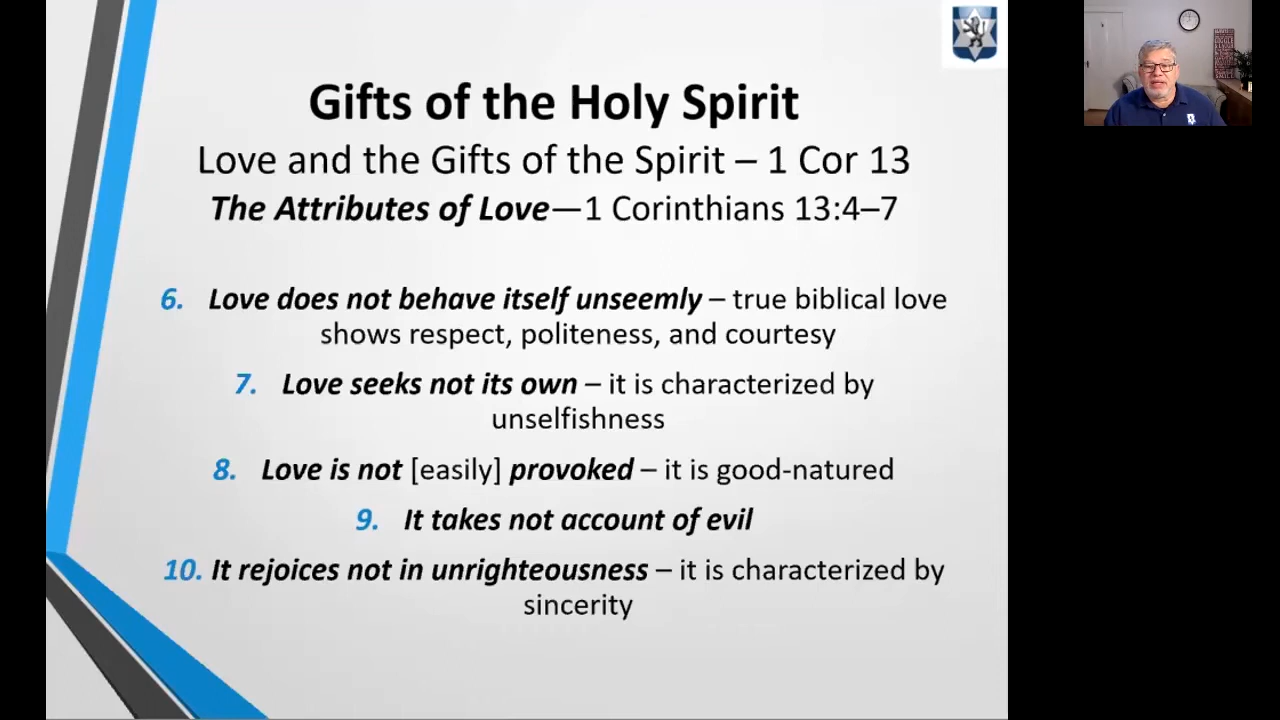 Gifts of the Holy Spirit
Love and the Gifts of the Spirit – 1 Cor 13
The Attributes of Love—1 Corinthians 13:4–7
6. Love does not behave itself unseemly – true biblical love
shows respect, politeness, and courtesy
7. Love seeks not its own – it is characterized by
unselfishness
8. Love is not [easily] provoked – it is good-natured
9. It takes not account of evil
10. It rejoices not in unrighteousness – it is characterized by
sincerity